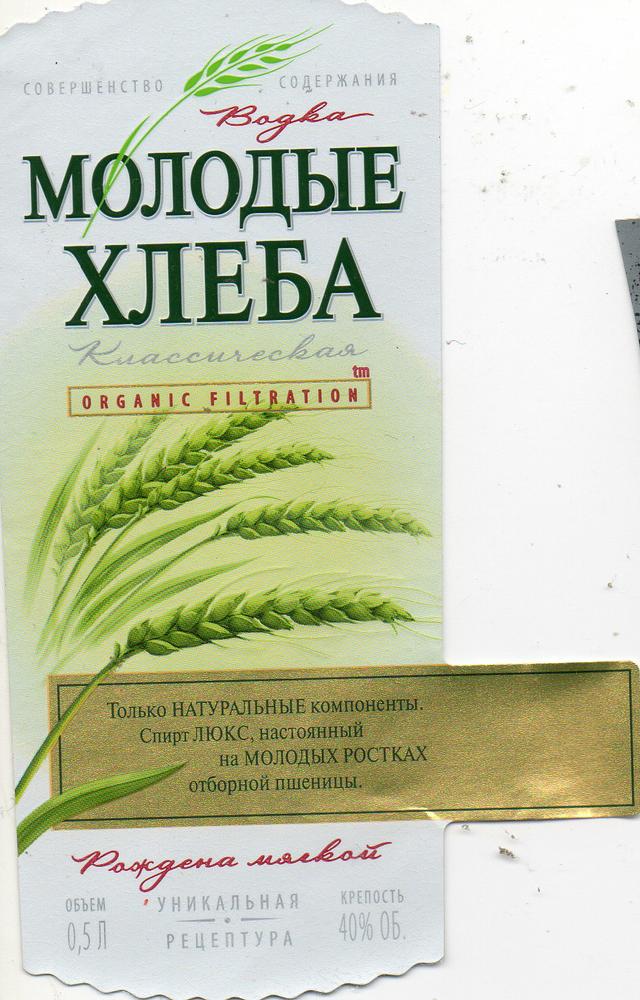 СОВЕРШЕНСТВО СОДЕРЖАНИЯ
Водка
МОЛОДЫЕ
ХЛЕБА
Классическая
tm
ORGANIC FILTRATION
Только НАТУРАЛЬНЫЕ компоненты.
Спирт ЛЮКС, настоянный
на МОЛОДЫХ РОСТКАХ
отборной пшеницы.
Рождена мягкой
ОБЪЕМ
0,5 Л
УНИКАЛЬНАЯ
РЕЦЕПТУРА
КРЕПОСТЬ
40% ОБ.